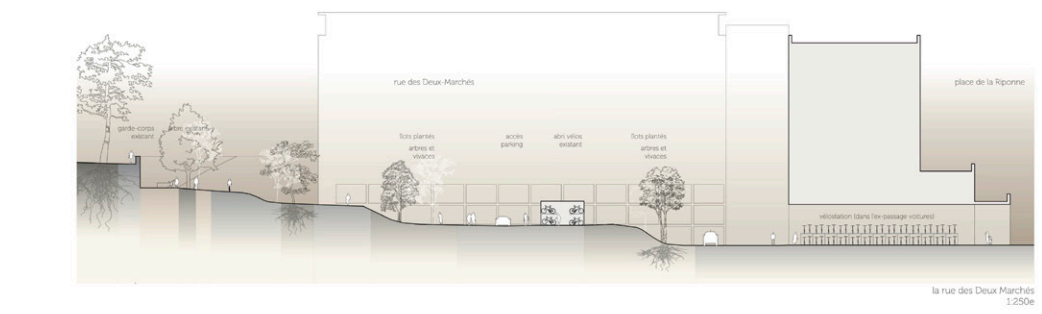 rue des Deux-Marchés
place de la Riponne
garde-corps
existant
arbre existant
îlots plantés
arbres et
vivaces
accès
parking
abri vélos
existant
îlots plantés
arbres et
vivaces
vélostation (dans l'ex-passage voitures)
la rue des Deux Marchés
1:250e